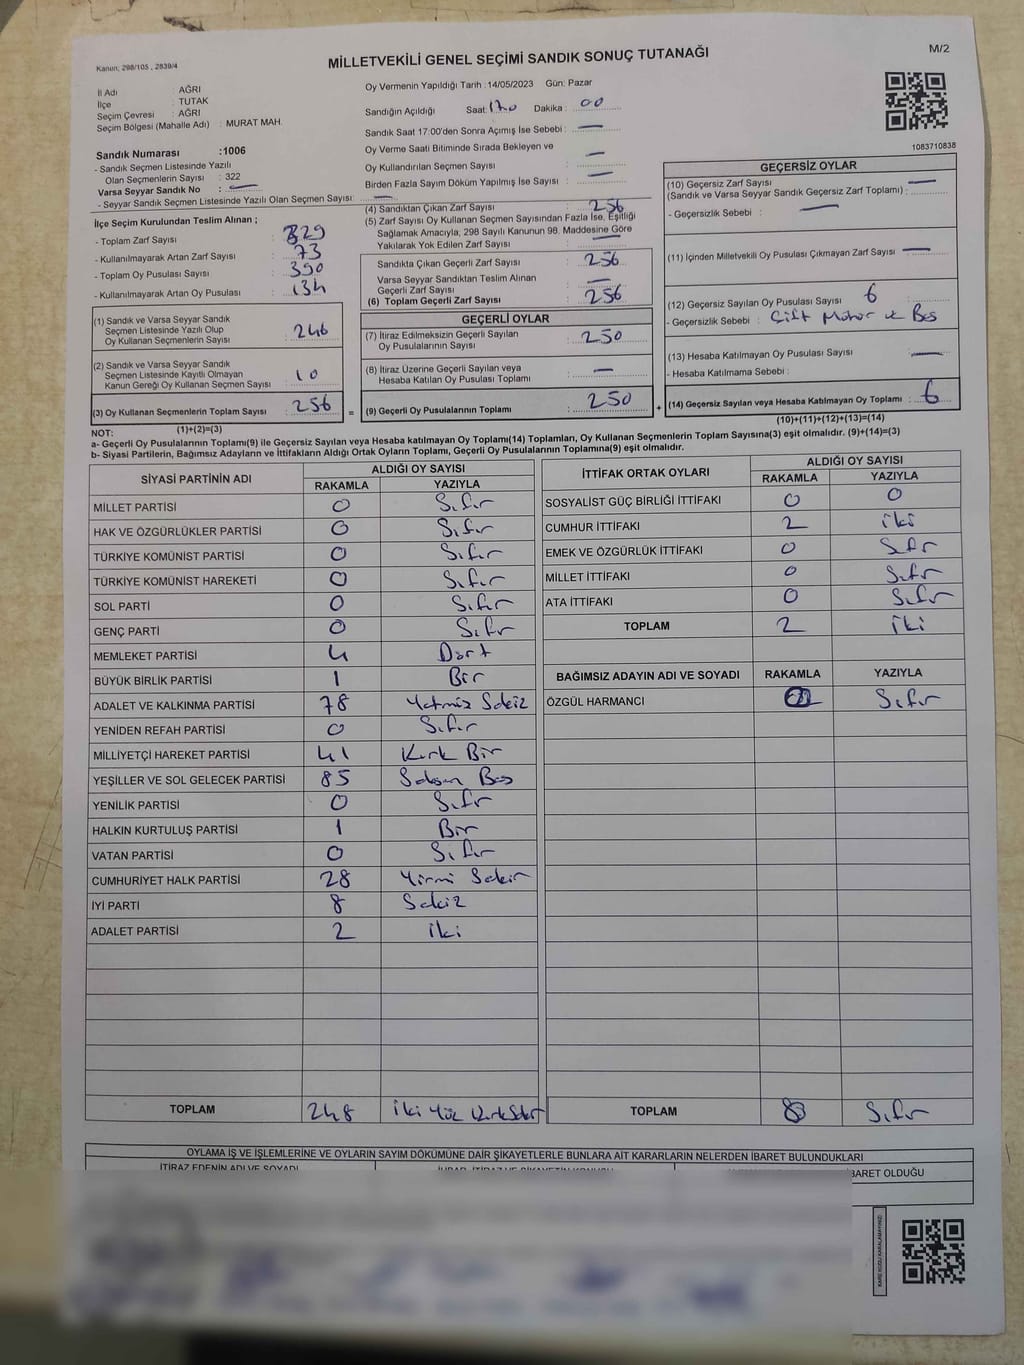 Kanun, 298/105 , 2839/4
MİLLETVEKİLİ GENEL SEÇİMİ SANDIK SONUÇ TUTANAĞI
M/2
İl Adı : AĞRI
İlçe : TUTAK
Seçim Çevresi : AĞRI
Seçim Bölgesi (Mahalle Adı) : MURAT MAH.
Sandık Numarası :1006
- Sandık Seçmen Listesinde Yazılı
Olan Seçmenlerin Sayısı : 322
Varsa Seyyar Sandık No : —
- Seyyar Sandık Seçmen Listesinde Yazılı Olan Seçmen Sayısı: —
Oy Vermenin Yapıldığı Tarih :14/05/2023 Gün: Pazar
Sandığın Açıldığı Saat: Dakika : 00
Sandık Saat 17:00'den Sonra Açımış İse Sebebi : —
Oy Verme Saati Bitiminde Sırada Bekleyen ve
Oy Kullandırılan Seçmen Sayısı : —
Birden Fazla Sayım Döküm Yapılmış İse Sayısı : —
1083710838
İlçe Seçim Kurulundan Teslim Alınan ;
- Toplam Zarf Sayısı : 329
- Kullanılmayarak Artan Zarf Sayısı : 73
- Toplam Oy Pusulası Sayısı : 390
- Kullanılmayarak Artan Oy Pusulası : 134
(4) Sandıktan Çıkan Zarf Sayısı : 256
(5) Zarf Sayısı Oy Kullanan Seçmen Sayısından Fazla İse, Eşitliği
Sağlamak Amacıyla, 298 Sayılı Kanunun 98. Maddesine Göre
Yakılarak Yok Edilen Zarf Sayısı : —
Sandıkta Çıkan Geçerli Zarf Sayısı : 256
Varsa Seyyar Sandıktan Teslim Alınan
Geçerli Zarf Sayısı : —
(6) Toplam Geçerli Zarf Sayısı : 256
GEÇERSİZ OYLAR
(10) Geçersiz Zarf Sayısı
(Sandık ve Varsa Seyyar Sandık Geçersiz Zarf Toplamı) : —
- Geçersizlik Sebebi : —
(11) İçinden Milletvekili Oy Pusulası Çıkmayan Zarf Sayısı : —
(12) Geçersiz Sayılan Oy Pusulası Sayısı : 6
- Geçersizlik Sebebi : Çift Mühür ve Boş
(13) Hesaba Katılmayan Oy Pusulası Sayısı : —
- Hesaba Katılmama Sebebi :
(14) Geçersiz Sayılan veya Hesaba Katılmayan Oy Toplamı : 6
(10)+(11)+(12)+(13)=(14)
(1) Sandık ve Varsa Seyyar Sandık
Seçmen Listesinde Yazılı Olup
Oy Kullanan Seçmenlerin Sayısı : 246
(2) Sandık ve Varsa Seyyar Sandık
Seçmen Listesinde Kayıtlı Olmayan
Kanun Gereği Oy Kullanan Seçmen Sayısı : 10
(3) Oy Kullanan Seçmenlerin Toplam Sayısı : 256 =
(1)+(2)=(3)
GEÇERLİ OYLAR
(7) İtiraz Edilmeksizin Geçerli Sayılan
Oy Pusulalarının Sayısı : 250
(8) İtiraz Üzerine Geçerli Sayılan veya
Hesaba Katılan Oy Pusulası Toplamı : —
(9) Geçerli Oy Pusulalarının Toplamı : 250 +
NOT:
a- Geçerli Oy Pusulalarının Toplamı(9) ile Geçersiz Sayılan veya Hesaba katılmayan Oy Toplamı(14) Toplamları, Oy Kullanan Seçmenlerin Toplam Sayısına(3) eşit olmalıdır. (9)+(14)=(3)
b- Siyasi Partilerin, Bağımsız Adayların ve İttifakların Aldığı Ortak Oyların Toplamı, Geçerli Oy Pusulalarının Toplamına(9) eşit olmalıdır.
SİYASİ PARTİNİN ADI ALDIĞI OY SAYISI
RAKAMLA YAZIYLA
MİLLET PARTİSİ 0 Sıfır
HAK VE ÖZGÜRLÜKLER PARTİSİ 0 Sıfır
TÜRKİYE KOMÜNİST PARTİSİ 0 Sıfır
TÜRKİYE KOMÜNİST HAREKETİ 0 Sıfır
SOL PARTİ 0 Sıfır
GENÇ PARTİ 0 Sıfır
MEMLEKET PARTİSİ 4 Dört
BÜYÜK BİRLİK PARTİSİ 1 Bir
ADALET VE KALKINMA PARTİSİ 78 Yetmiş Sekiz
YENİDEN REFAH PARTİSİ 0 Sıfır
MİLLİYETÇİ HAREKET PARTİSİ 41 Kırk Bir
YEŞİLLER VE SOL GELECEK PARTİSİ 85 Seksen Beş
YENİLİK PARTİSİ 0 Sıfır
HALKIN KURTULUŞ PARTİSİ 1 Bir
VATAN PARTİSİ 0 Sıfır
CUMHURİYET HALK PARTİSİ 28 Yirmi Sekiz
İYİ PARTİ 8 Sekiz
ADALET PARTİSİ 2 iki
TOPLAM 248 iki Yüz Kırk Sekiz
İTTİFAK ORTAK OYLARI ALDIĞI OY SAYISI
RAKAMLA YAZIYLA
SOSYALİST GÜÇ BİRLİĞİ İTTİFAKI 0 0
CUMHUR İTTİFAKI 2 iki
EMEK VE ÖZGÜRLÜK İTTİFAKI 0 Sıfır
MİLLET İTTİFAKI 0 Sıfır
ATA İTTİFAKI 0 Sıfır
TOPLAM 2 iki
BAĞIMSIZ ADAYIN ADI VE SOYADI RAKAMLA YAZIYLA
ÖZGÜL HARMANCI Sıfır
TOPLAM Sıfır
OYLAMA İŞ VE İŞLEMLERİNE VE OYLARIN SAYIM DÖKÜMÜNE DAİR ŞİKAYETLERLE BUNLARA AİT KARARLARIN NELERDEN İBARET BULUNDUKLARI
İTİRAZ EDENİN ADI VE SOYADI
İBARET OLDUĞU
KARE KODU KARALAMAYINIZ!